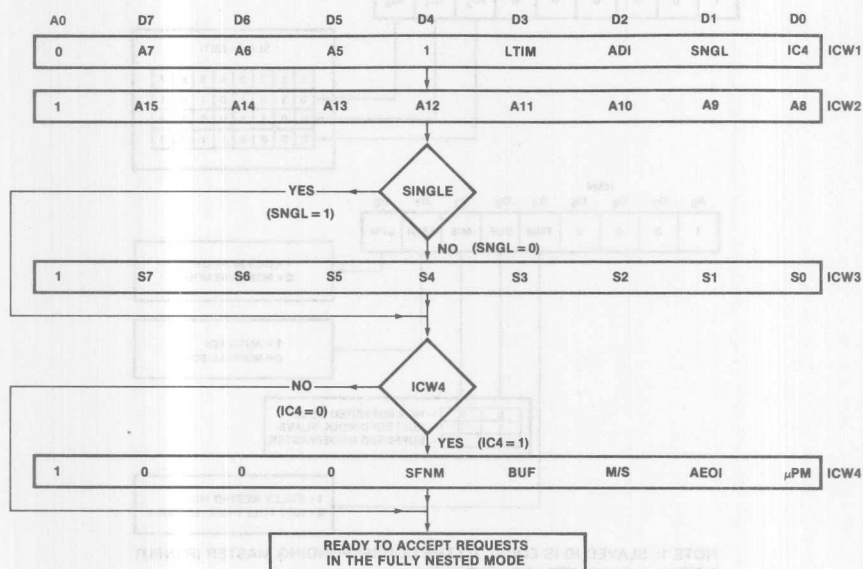 A0 D7 D6 D5 D4 D3 D2 D1 D0
0 A7 A6 A5 1 LTIM ADI SNGL IC4 ICW1
1 A15 A14 A13 A12 A11 A10 A9 A8 ICW2
SINGLE
YES
(SNGL = 1)
NO (SNGL = 0)
1 S7 S6 S5 S4 S3 S2 S1 S0 ICW3
ICW4
NO
(IC4 = 0)
YES (IC4 = 1)
1 0 0 0 SFNM BUF M/S AEOI μPM ICW4
READY TO ACCEPT REQUESTS
IN THE FULLY NESTED MODE